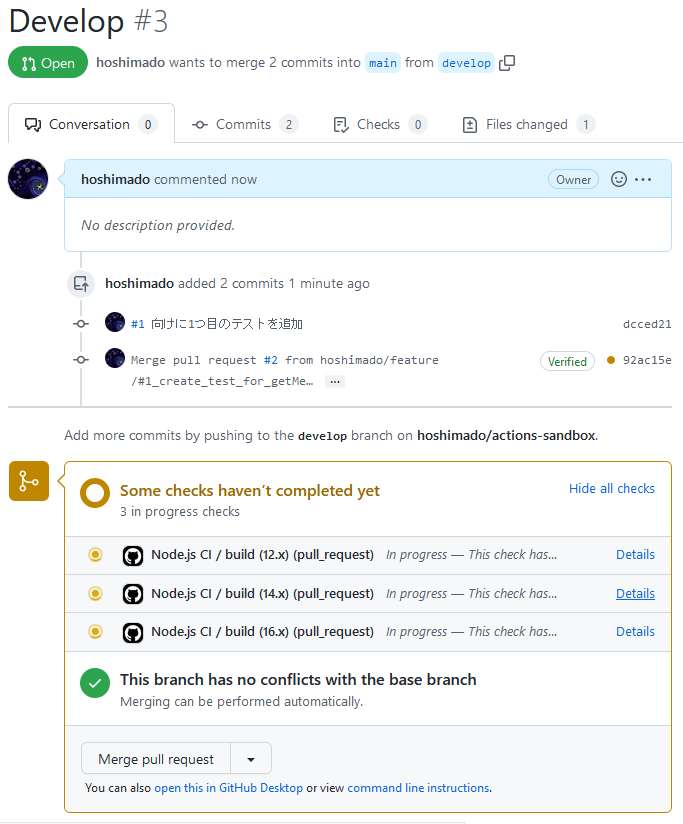 Develop #3
Open hoshimado wants to merge 2 commits into main from develop
Conversation 0 Commits 2 Checks 0 Files changed 1
hoshimado commented now Owner
No description provided.
hoshimado added 2 commits 1 minute ago
#1 向けに1つ目のテストを追加 dcced21
Merge pull request #2 from hoshimado/feature Verified 92ac15e
/#1_create_test_for_getMe… …
Add more commits by pushing to the develop branch on hoshimado/actions-sandbox.
Some checks haven't completed yet Hide all checks
3 in progress checks
Node.js CI / build (12.x) (pull_request) In progress — This check has... Details
Node.js CI / build (14.x) (pull_request) In progress — This check has... Details
Node.js CI / build (16.x) (pull_request) In progress — This check has... Details
This branch has no conflicts with the base branch
Merging can be performed automatically.
Merge pull request
You can also open this in GitHub Desktop or view command line instructions.